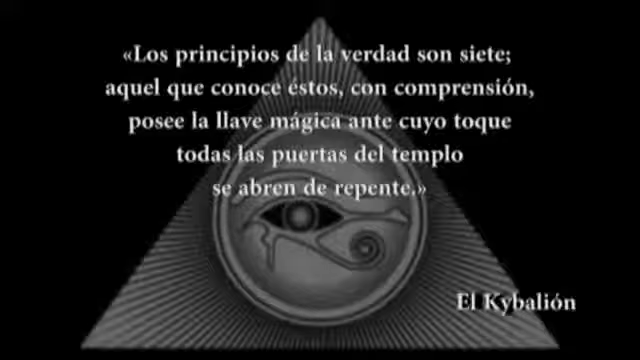 «Los principios de la verdad son siete;
aquel que conoce éstos, con comprensión,
posee la llave mágica ante cuyo toque
todas las puertas del templo
se abren de repente.»
El Kybalión